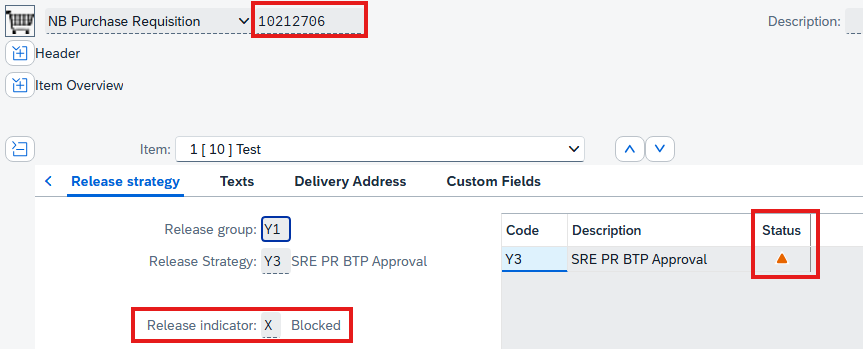 NB Purchase Requisition 10212706 Description:
Header
Item Overview
Item: 1 [ 10 ] Test
Release strategy Texts Delivery Address Custom Fields
Release group: Y1
Release Strategy: Y3 SRE PR BTP Approval
Release indicator: X Blocked
Code Description Status
Y3 SRE PR BTP Approval